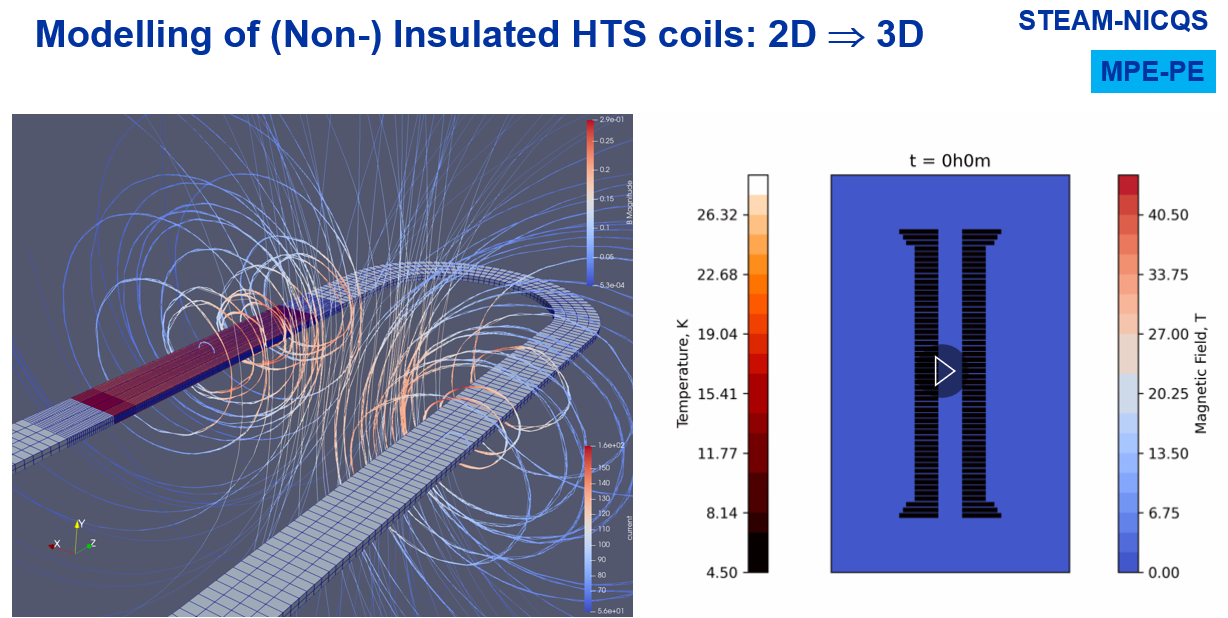 Modelling of (Non-) Insulated HTS coils: 2D ⇒ 3D
STEAM-NICQS
MPE-PE
2.9e-01
0.25
0.2
0.15
0.1
0.05
5.3e-04
B Magnitude
1.6e+02
150
140
130
120
110
100
90
80
70
5.6e+01
current
Y
X
Z
t = 0h0m
26.32
22.68
19.04
15.41
11.77
8.14
4.50
Temperature, K
40.50
33.75
27.00
20.25
13.50
6.75
0.00
Magnetic Field, T